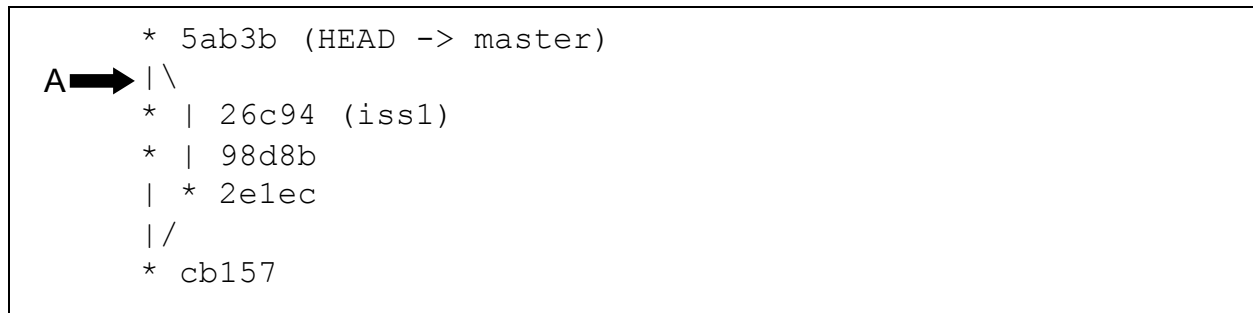 * 5ab3b (HEAD -> master)
A |\
* | 26c94 (iss1)
* | 98d8b
| * 2e1ec
|/
* cb157